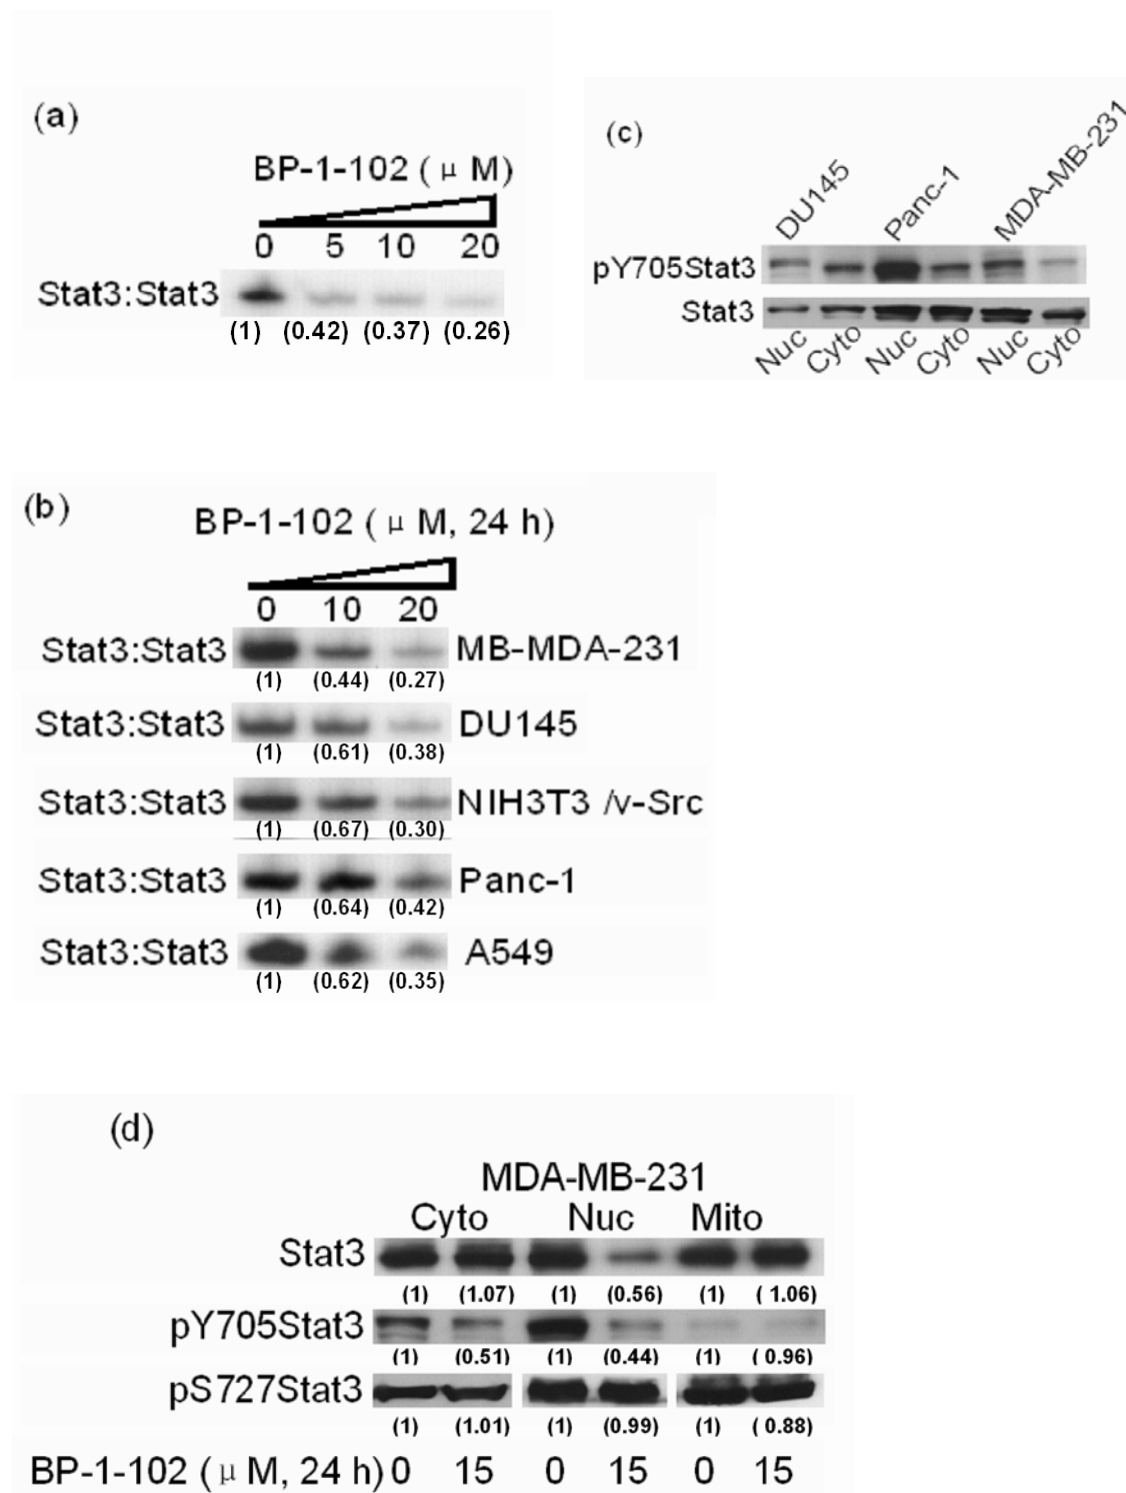 (a)
BP-1-102 ( μ M)
0 5 10 20
Stat3:Stat3
(1) (0.42) (0.37) (0.26)
(c)
DU145 Panc-1 MDA-MB-231
pY705Stat3
Stat3
Nuc Cyto Nuc Cyto Nuc Cyto
(b)
BP-1-102 ( μ M, 24 h)
0 10 20
Stat3:Stat3 MB-MDA-231
(1) (0.44) (0.27)
Stat3:Stat3 DU145
(1) (0.61) (0.38)
Stat3:Stat3 NIH3T3 /v-Src
(1) (0.67) (0.30)
Stat3:Stat3 Panc-1
(1) (0.64) (0.42)
Stat3:Stat3 A549
(1) (0.62) (0.35)
(d)
MDA-MB-231
Cyto Nuc Mito
Stat3
(1) (1.07) (1) (0.56) (1) ( 1.06)
pY705Stat3
(1) (0.51) (1) (0.44) (1) ( 0.96)
pS727Stat3
(1) (1.01) (1) (0.99) (1) ( 0.88)
BP-1-102 ( μ M, 24 h) 0 15 0 15 0 15